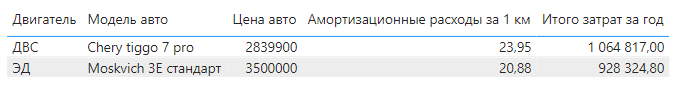 Двигатель Модель авто Цена авто Амортизационные расходы за 1 км Итого затрат за год
ДВС Chery tiggo 7 pro 2839900 23,95 1 064 817,00
ЭД Moskvich 3E стандарт 3500000 20,88 928 324,80